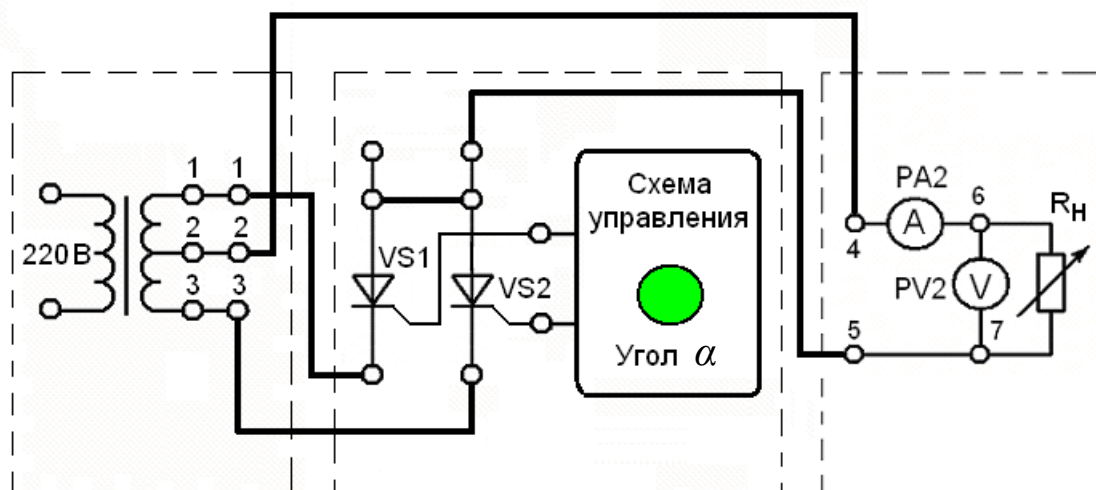 220В
1 1
2 2
3 3
VS1
VS2
Схема
управления
Угол α
PA2
A
4
6
PV2
V
RН
5
7